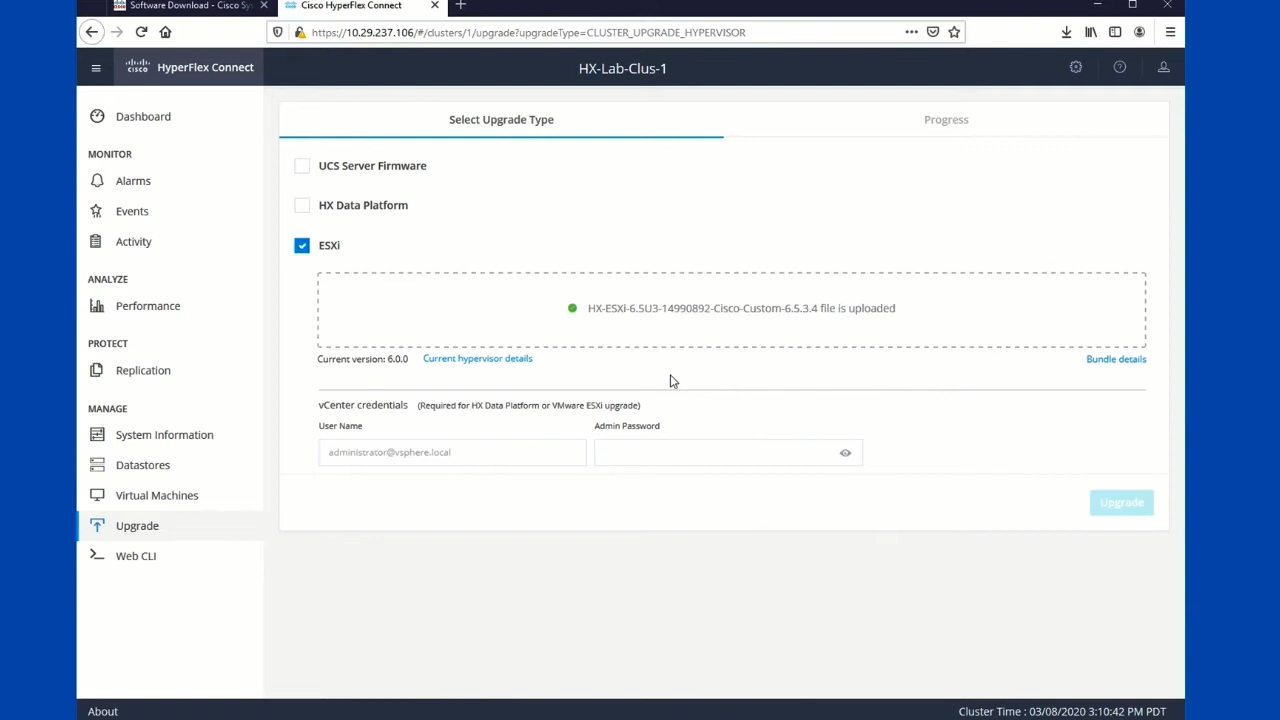 Software Download - Cisco Sy
Cisco HyperFlex Connect
https://10.29.237.106/#/clusters/1/upgrade?upgradeType=CLUSTER_UPGRADE_HYPERVISOR
CISCO HyperFlex Connect
HX-Lab-Clus-1
Dashboard
MONITOR
Alarms
Events
Activity
ANALYZE
Performance
PROTECT
Replication
MANAGE
System Information
Datastores
Virtual Machines
Upgrade
Web CLI
About
Select Upgrade Type
Progress
UCS Server Firmware
HX Data Platform
ESXi
HX-ESXi-6.5U3-14990892-Cisco-Custom-6.5.3.4 file is uploaded
Current version: 6.0.0 Current hypervisor details
Bundle details
vCenter credentials (Required for HX Data Platform or VMware ESXi upgrade)
User Name
Admin Password
administrator@vsphere.local
Upgrade
Cluster Time : 03/08/2020 3:10:42 PM PDT